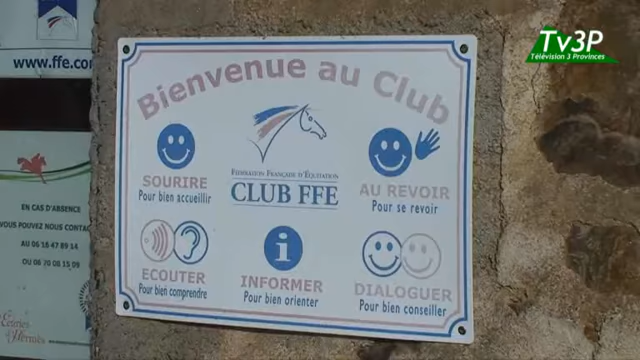 Tv3P
Télévision 3 Provinces
www.ffe.co
Bienvenue au Club
FÉDÉRATION FRANÇAISE D'ÉQUITATION
CLUB FFE
SOURIRE
Pour bien accueillir
AU REVOIR
Pour se revoir
ECOUTER
Pour bien comprendre
i
INFORMER
Pour bien orienter
DIALOGUER
Pour bien conseiller
EN CAS D'ABSENCE
VOUS POUVEZ NOUS CONTAC
AU 06 16 47 89 14
OU 06 70 08 15 09